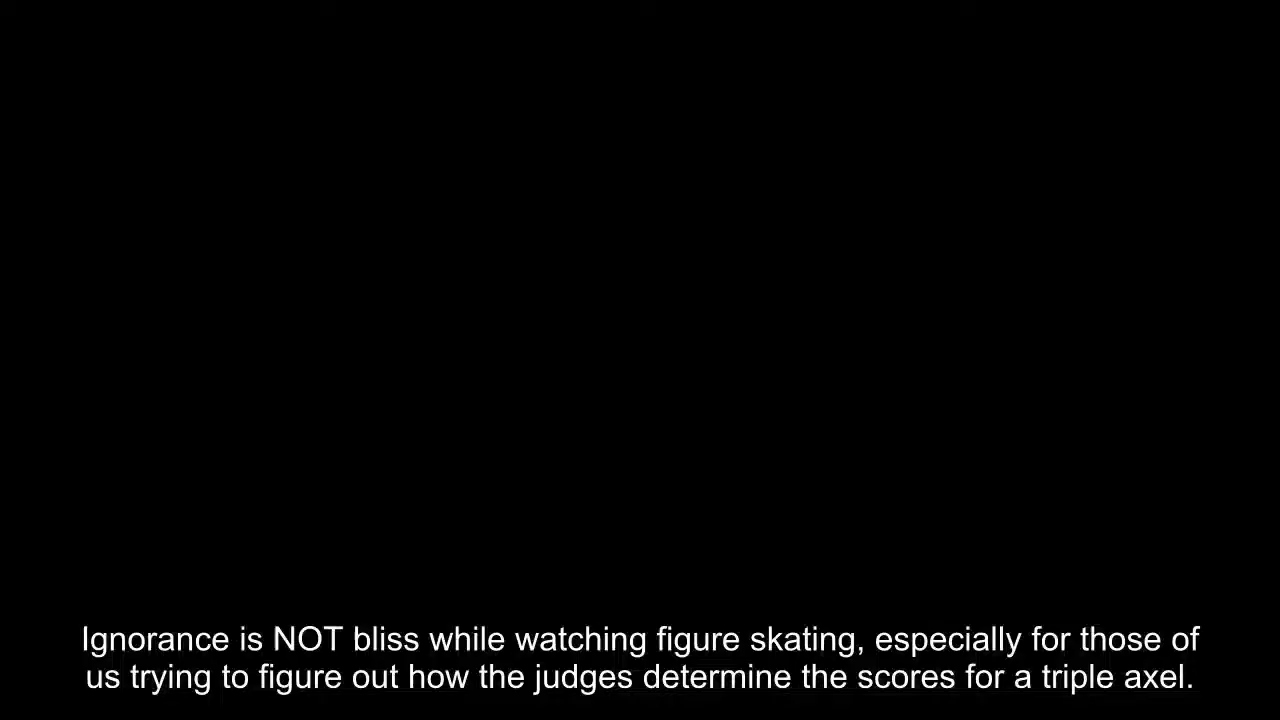 Ignorance is NOT bliss while watching figure skating, especially for those of
us trying to figure out how the judges determine the scores for a triple axel.